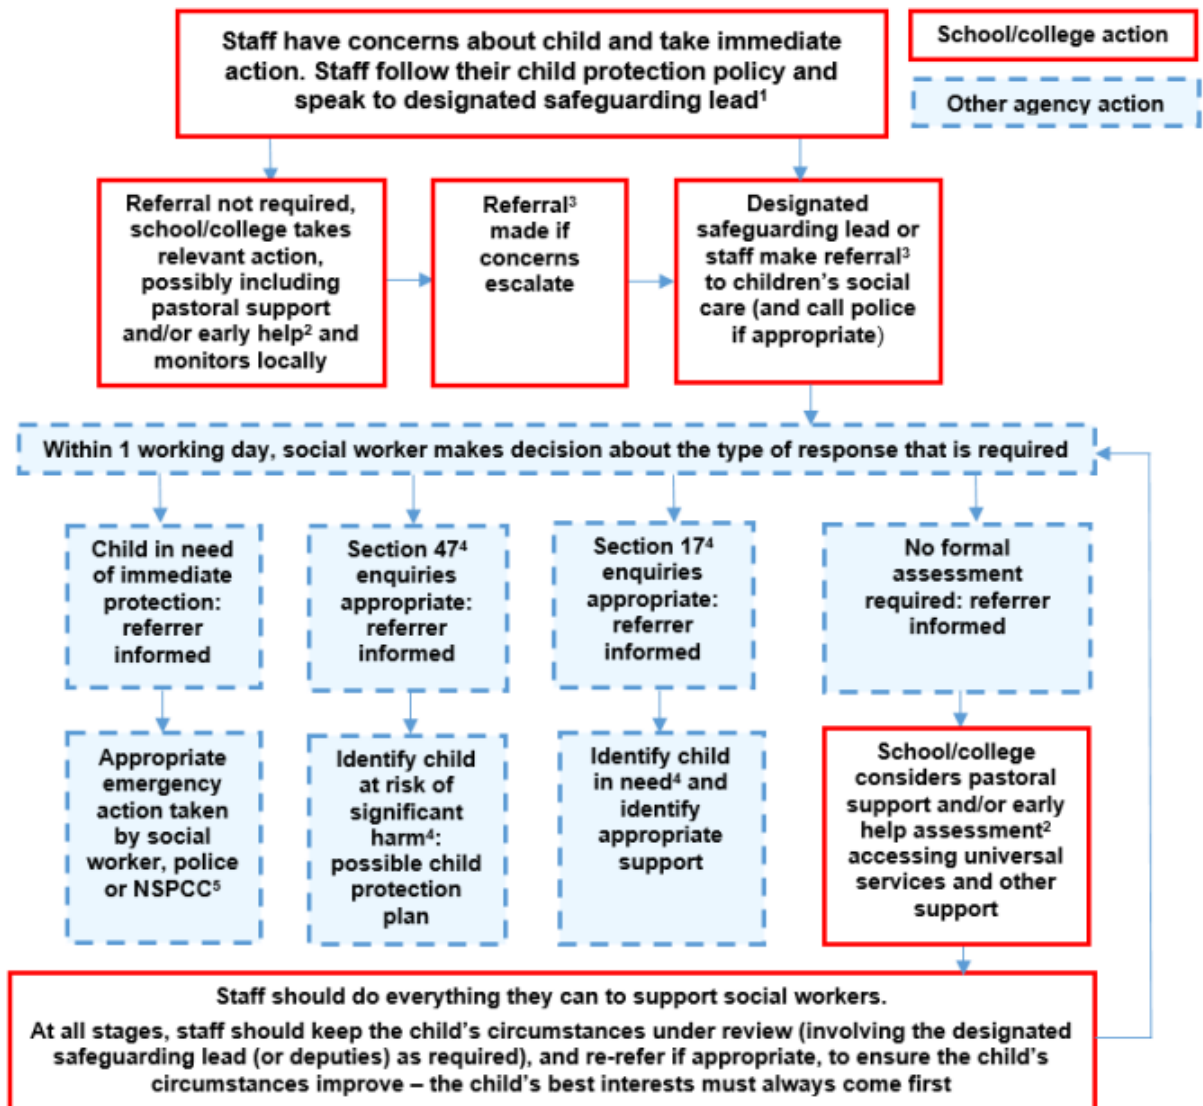 Staff have concerns about child and take immediate
action. Staff follow their child protection policy and
speak to designated safeguarding lead¹
School/college action
Other agency action
Referral not required,
school/college takes
relevant action,
possibly including
pastoral support
and/or early help² and
monitors locally
Referral³
made if
concerns
escalate
Designated
safeguarding lead or
staff make referral³
to children's social
care (and call police
if appropriate)
Within 1 working day, social worker makes decision about the type of response that is required
Child in need
of immediate
protection:
referrer
informed
Section 47⁴
enquiries
appropriate:
referrer
informed
Section 17⁴
enquiries
appropriate:
referrer
informed
No formal
assessment
required: referrer
informed
Appropriate
emergency
action taken
by social
worker, police
or NSPCC⁵
Identify child
at risk of
significant
harm⁴:
possible child
protection
plan
Identify child
in need⁴ and
identify
appropriate
support
School/college
considers pastoral
support and/or early
help assessment²
accessing universal
services and other
support
Staff should do everything they can to support social workers.
At all stages, staff should keep the child's circumstances under review (involving the designated
safeguarding lead (or deputies) as required), and re-refer if appropriate, to ensure the child's
circumstances improve – the child's best interests must always come first